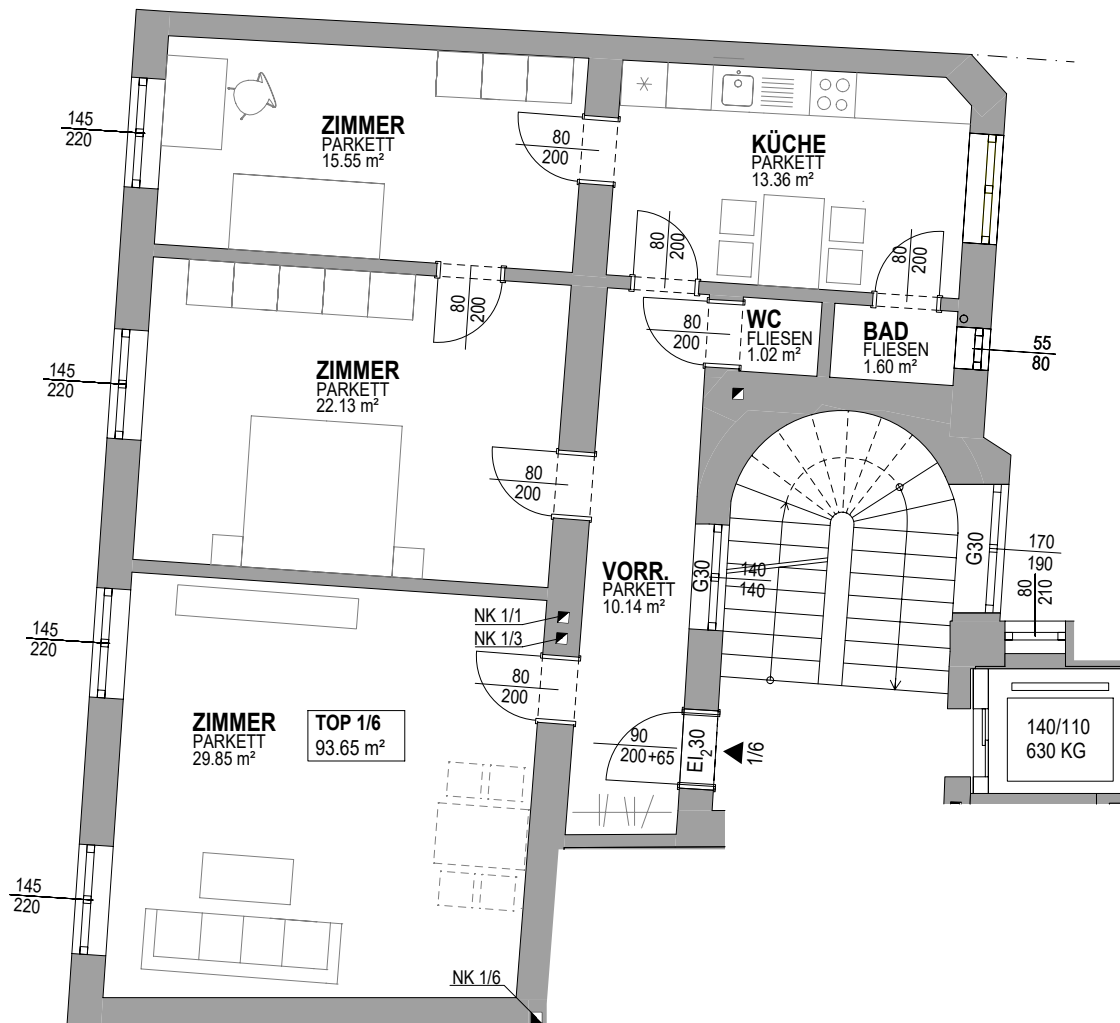 145
220
ZIMMER
PARKETT
15.55 m²
80
200
KÜCHE
PARKETT
13.36 m²
80
200
80
200
80
200
80
200
WC
FLIESEN
1.02 m²
BAD
FLIESEN
1.60 m²
55
80
145
220
ZIMMER
PARKETT
22.13 m²
80
200
VORR.
PARKETT
10.14 m²
G30
140
140
G30
170
190
80
210
NK 1/1
NK 1/3
145
220
80
200
ZIMMER
PARKETT
29.85 m²
TOP 1/6
93.65 m²
90
200+65
EI₂30
1/6
140/110
630 KG
145
220
NK 1/6